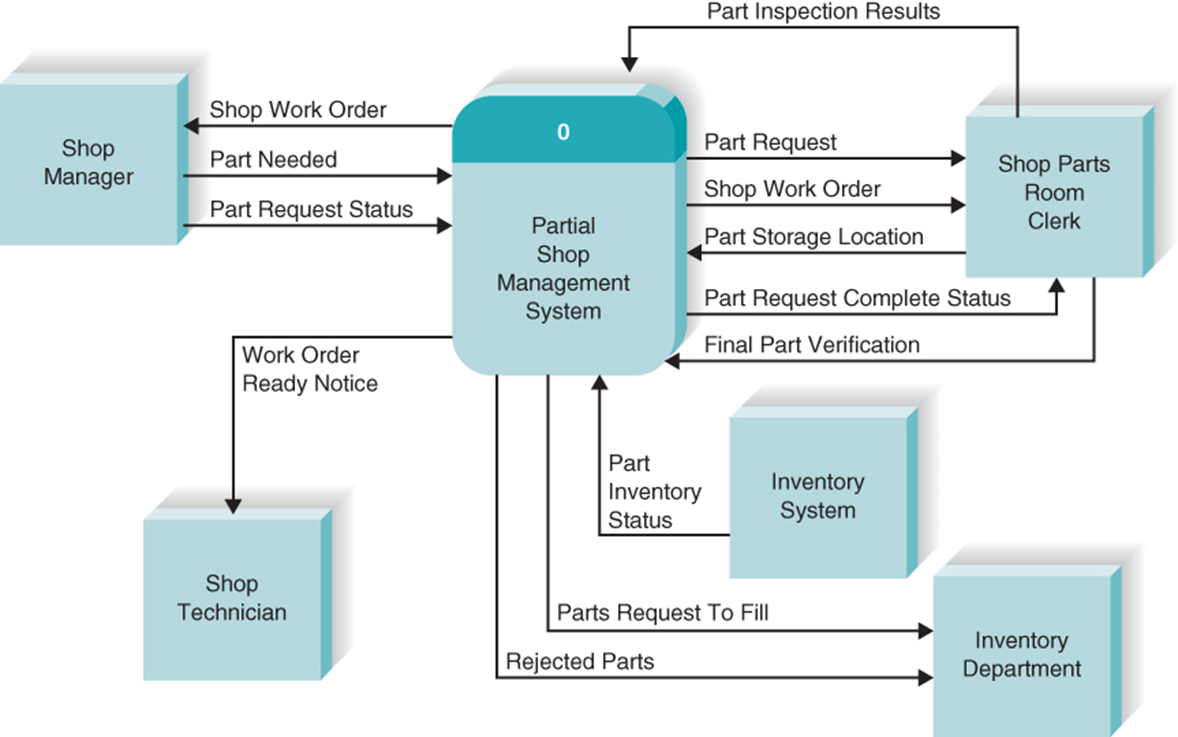 Part Inspection Results
Shop Work Order
0
Shop
Manager
Part Needed
Part Request Status
Part Request
Shop Work Order
Part Storage Location
Part Request Complete Status
Final Part Verification
Shop Parts
Room
Clerk
Partial
Shop
Management
System
Work Order
Ready Notice
Part
Inventory
Status
Inventory
System
Shop
Technician
Parts Request To Fill
Rejected Parts
Inventory
Department